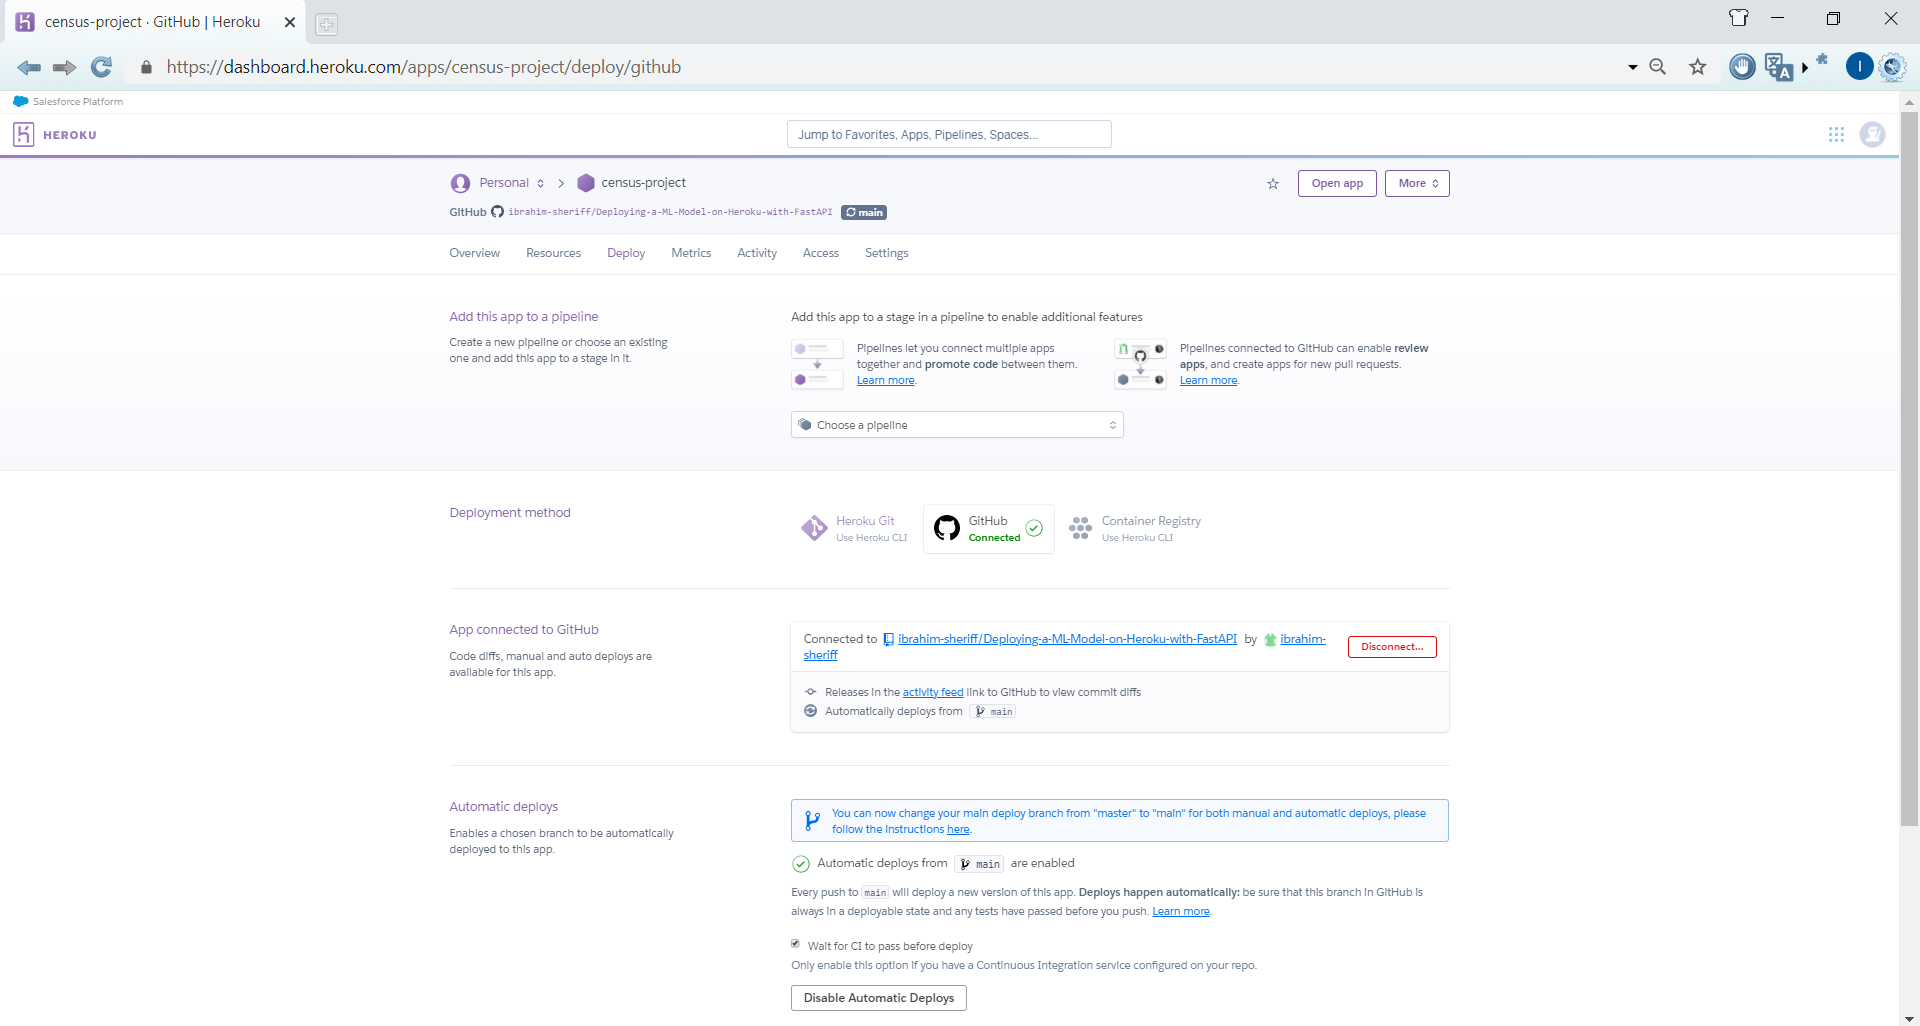 census-project · GitHub | Heroku
https://dashboard.heroku.com/apps/census-project/deploy/github
I
Salesforce Platform
HEROKU
Jump to Favorites, Apps, Pipelines, Spaces...
Personal
census-project
Open app
More
GitHub ibrahim-sheriff/Deploying-a-ML-Model-on-Heroku-with-FastAPI main
Overview Resources Deploy Metrics Activity Access Settings
Add this app to a pipeline
Create a new pipeline or choose an existing
one and add this app to a stage in it.
Add this app to a stage in a pipeline to enable additional features
Pipelines let you connect multiple apps
together and promote code between them.
Learn more.
Pipelines connected to GitHub can enable review
apps, and create apps for new pull requests.
Learn more.
Choose a pipeline
Deployment method
Heroku Git
Use Heroku CLI
GitHub
Connected
Container Registry
Use Heroku CLI
App connected to GitHub
Code diffs, manual and auto deploys are
available for this app.
Connected to ibrahim-sheriff/Deploying-a-ML-Model-on-Heroku-with-FastAPI by ibrahim-
sheriff
Disconnect...
Releases in the activity feed link to GitHub to view commit diffs
Automatically deploys from main
Automatic deploys
Enables a chosen branch to be automatically
deployed to this app.
You can now change your main deploy branch from "master" to "main" for both manual and automatic deploys, please
follow the instructions here.
Automatic deploys from main are enabled
Every push to main will deploy a new version of this app. Deploys happen automatically: be sure that this branch in GitHub is
always in a deployable state and any tests have passed before you push. Learn more.
Wait for CI to pass before deploy
Only enable this option if you have a Continuous Integration service configured on your repo.
Disable Automatic Deploys